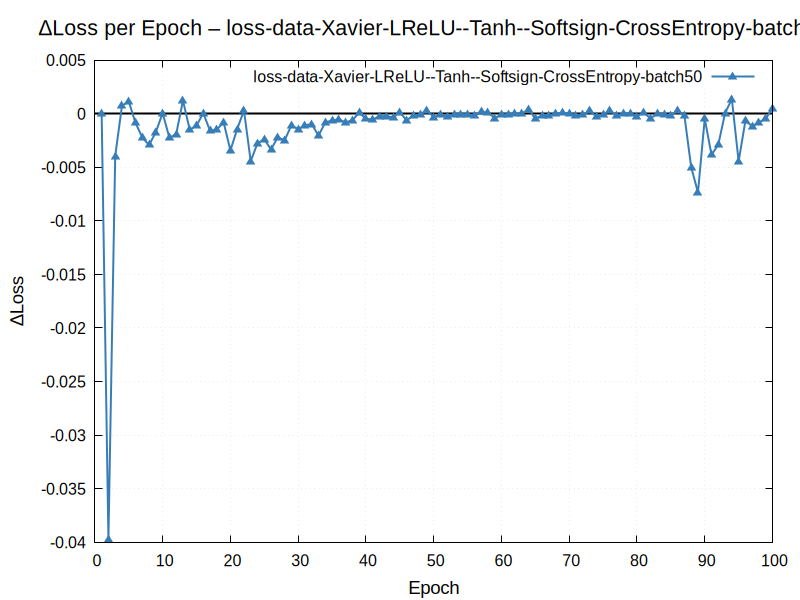 ΔLoss per Epoch – loss-data-Xavier-LReLU--Tanh--Softsign-CrossEntropy-batch
loss-data-Xavier-LReLU--Tanh--Softsign-CrossEntropy-batch50
0.005
0
-0.005
-0.01
-0.015
-0.02
-0.025
-0.03
-0.035
-0.04
ΔLoss
0 10 20 30 40 50 60 70 80 90 100
Epoch